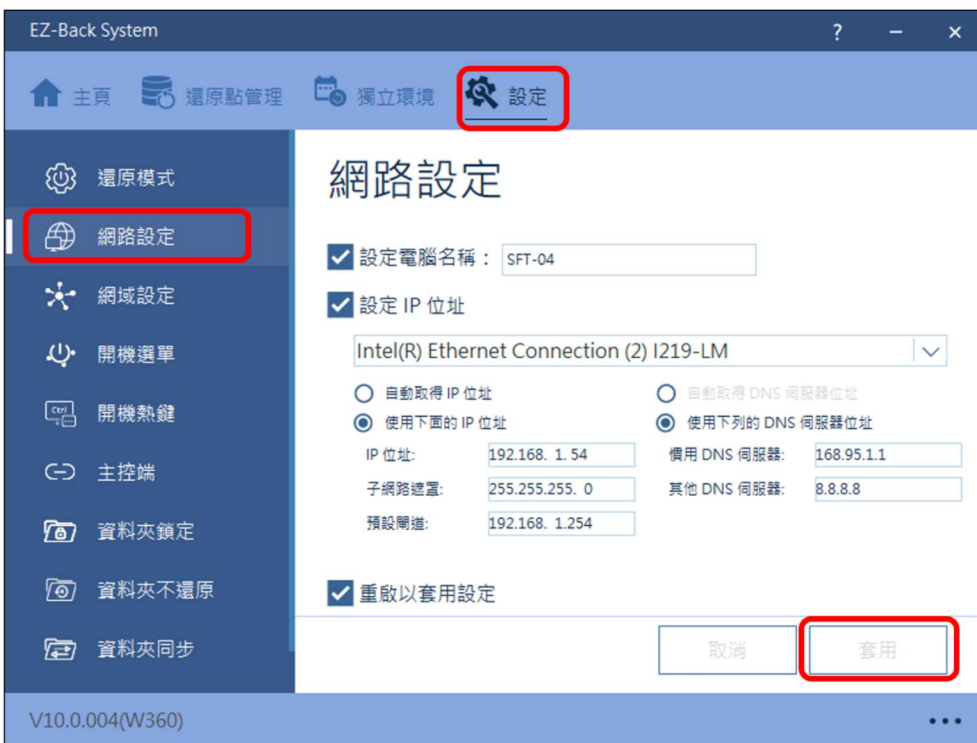 EZ-Back System
主頁 還原點管理 獨立環境 設定
還原模式
網路設定
網域設定
開機選單
Ctrl
開機熱鍵
主控端
資料夾鎖定
資料夾不還原
資料夾同步
網路設定
設定電腦名稱： SFT-04
設定 IP 位址
Intel(R) Ethernet Connection (2) I219-LM
自動取得 IP 位址 自動取得 DNS 伺服器位址
使用下面的 IP 位址 使用下列的 DNS 伺服器位址
IP 位址: 192.168. 1. 54 慣用 DNS 伺服器: 168.95.1.1
子網路遮罩: 255.255.255. 0 其他 DNS 伺服器: 8.8.8.8
預設閘道: 192.168. 1.254
重啟以套用設定
取消 套用
V10.0.004(W360)